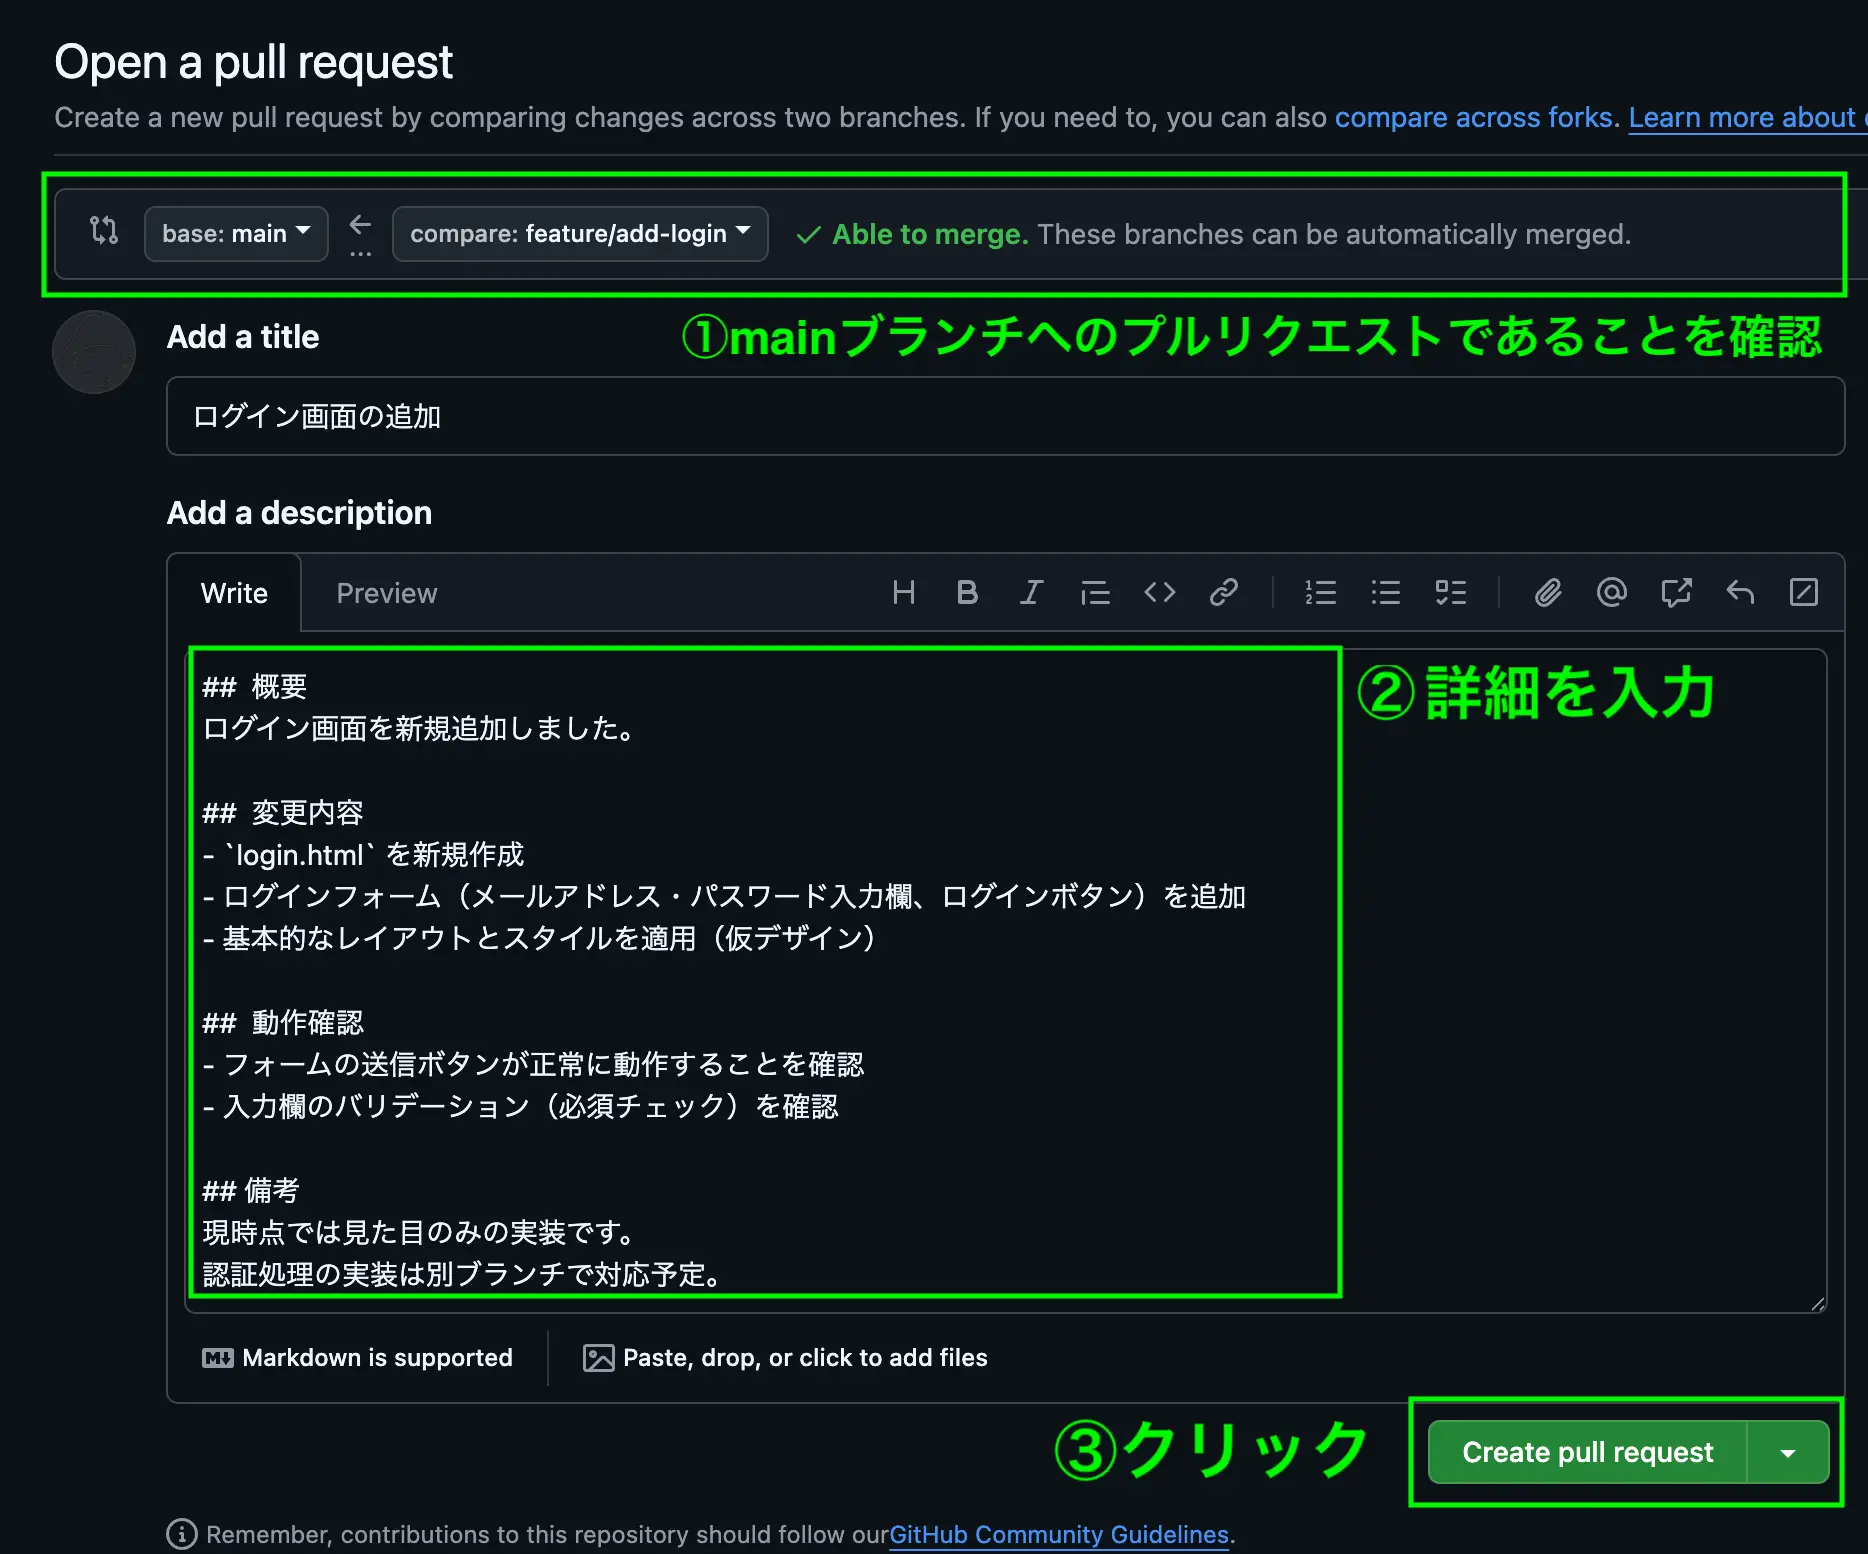 Open a pull request
Create a new pull request by comparing changes across two branches. If you need to, you can also compare across forks. Learn more about
base: main ← ... compare: feature/add-login ✓ Able to merge. These branches can be automatically merged.
Add a title
①mainブランチへのプルリクエストであることを確認
ログイン画面の追加
Add a description
Write Preview
②詳細を入力
## 概要
ログイン画面を新規追加しました。
## 変更内容
- `login.html` を新規作成
- ログインフォーム（メールアドレス・パスワード入力欄、ログインボタン）を追加
- 基本的なレイアウトとスタイルを適用（仮デザイン）
## 動作確認
- フォームの送信ボタンが正常に動作することを確認
- 入力欄のバリデーション（必須チェック）を確認
## 備考
現時点では見た目のみの実装です。
認証処理の実装は別ブランチで対応予定。
Markdown is supported
Paste, drop, or click to add files
③クリック
Create pull request
Remember, contributions to this repository should follow ourGitHub Community Guidelines.